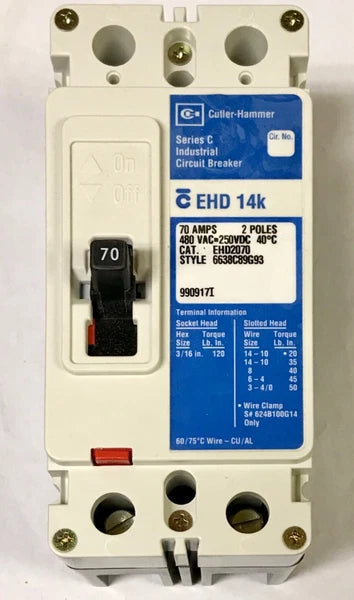 Cutler-Hammer
Series C
Industrial
Circuit Breaker
Cir. No.
EHD 14k
On
Off
70
70 AMPS 2 POLES
480 VAC=250VDC 40°C
CAT. EHD2070
STYLE 6638C89G93
990917I
Terminal Information
Socket Head Slotted Head
Hex Torque Wire Torque
Size Lb. In. Size Lb. In.
3/16 in. 120 14-10 •20
14-10 35
8 40
6-4 45
3-4/0 50
• Wire Clamp
S# 624B100G14
Only
60/75°C Wire – CU/AL